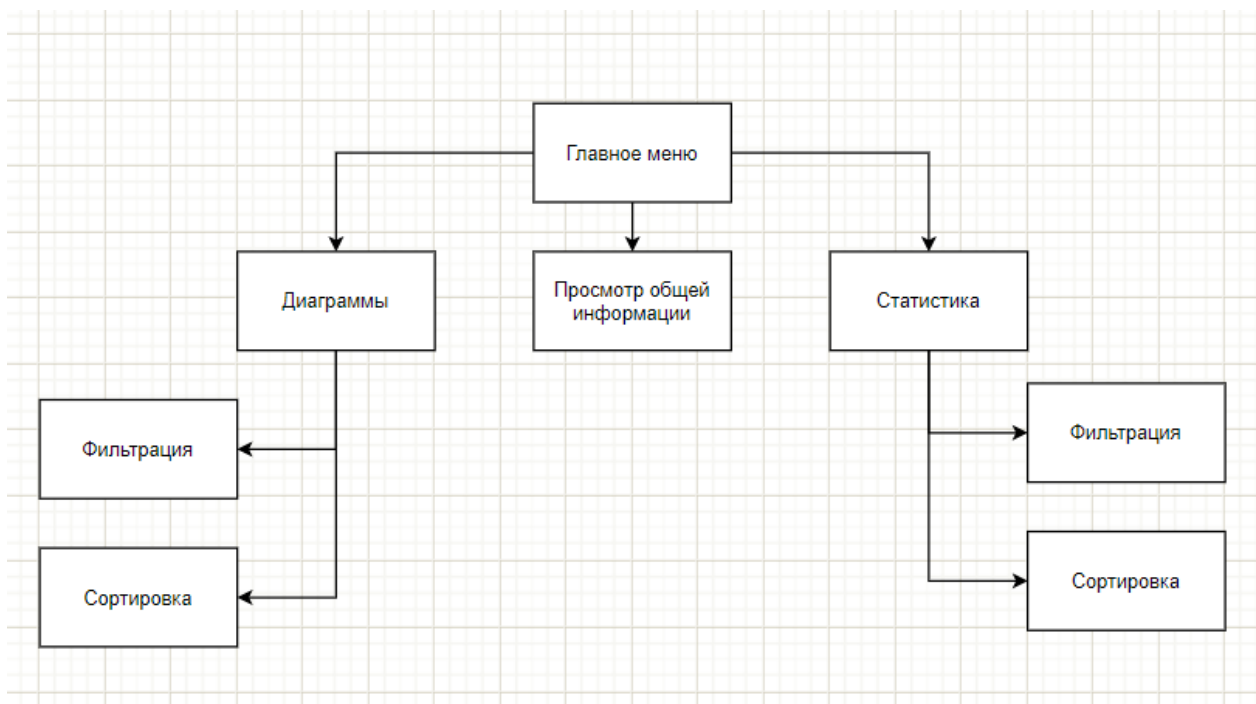 Главное меню
Диаграммы
Просмотр общей
информации
Статистика
Фильтрация
Фильтрация
Сортировка
Сортировка